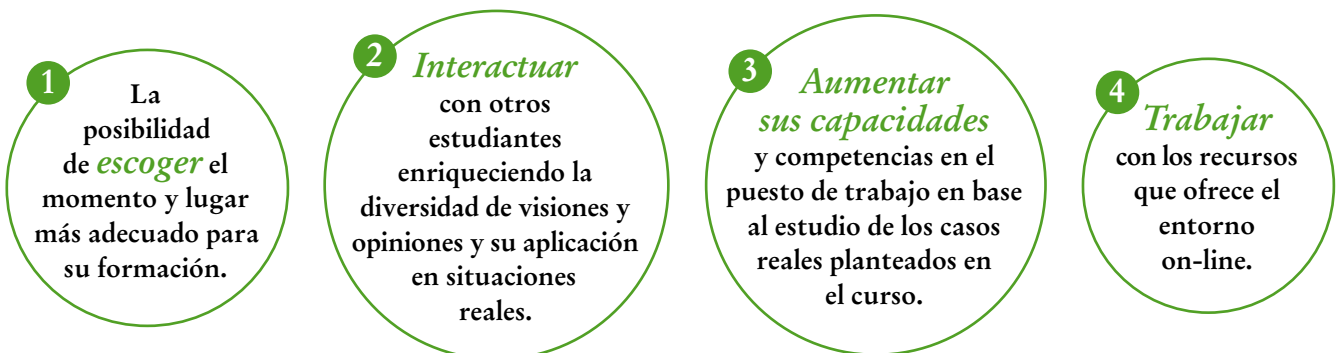 1
La
posibilidad
de escoger el
momento y lugar
más adecuado para
su formación.
2
Interactuar
con otros
estudiantes
enriqueciendo la
diversidad de visiones y
opiniones y su aplicación
en situaciones
reales.
3
Aumentar
sus capacidades
y competencias en el
puesto de trabajo en base
al estudio de los casos
reales planteados en
el curso.
4
Trabajar
con los recursos
que ofrece el
entorno
on-line.